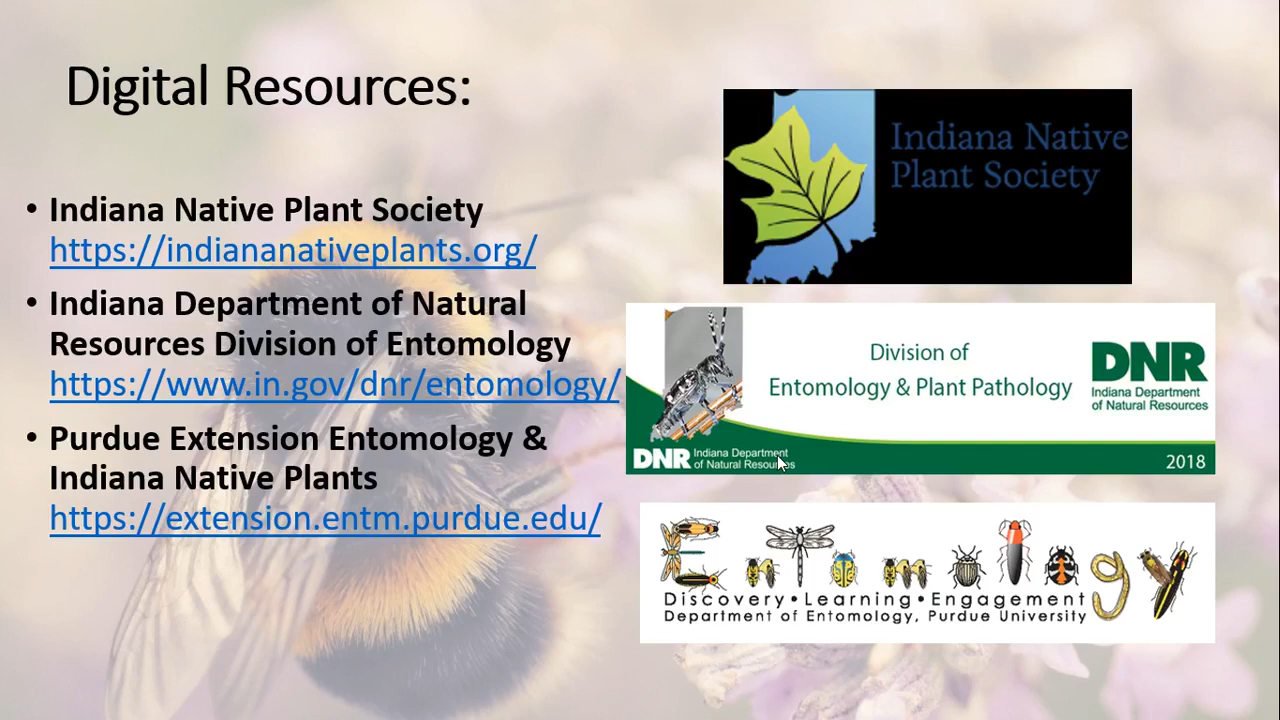 Digital Resources:
• Indiana Native Plant Society
https://indiananativeplants.org/
• Indiana Department of Natural
Resources Division of Entomology
https://www.in.gov/dnr/entomology/
• Purdue Extension Entomology &
Indiana Native Plants
https://extension.entm.purdue.edu/
Indiana Native
Plant Society
Division of
Entomology & Plant Pathology
DNR
Indiana Department
of Natural Resources
DNR Indiana Department
of Natural Resources
2018
Entomology
Discovery•Learning•Engagement
Department of Entomology, Purdue University